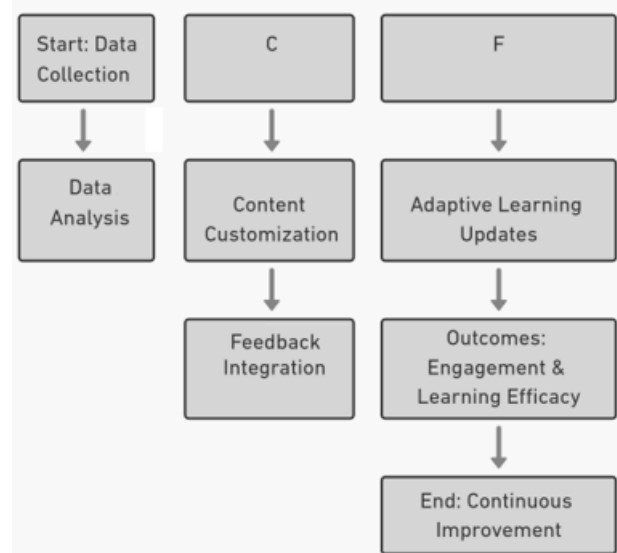 Start: Data
Collection
Data
Analysis
C
Content
Customization
Feedback
Integration
F
Adaptive Learning
Updates
Outcomes:
Engagement &
Learning Efficacy
End: Continuous
Improvement